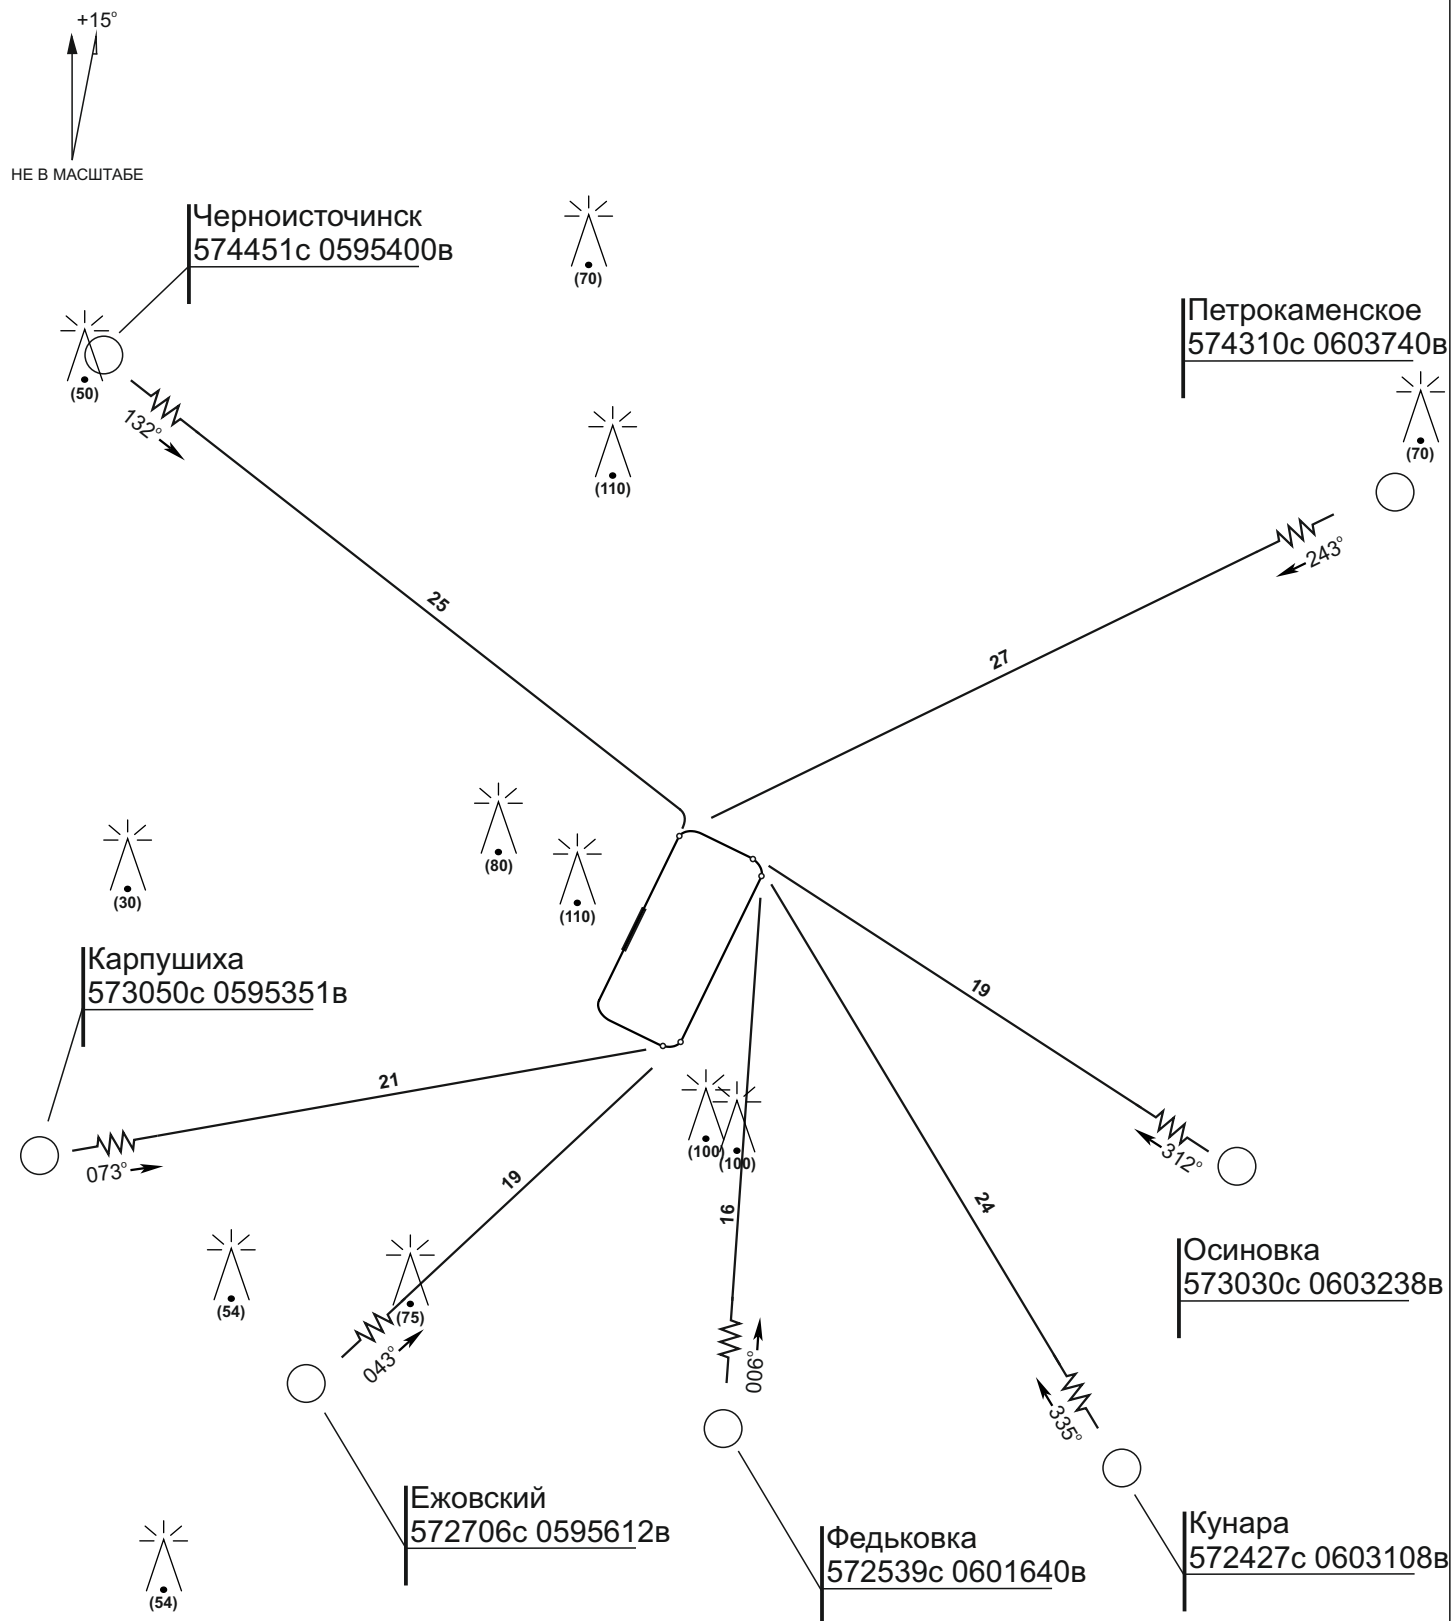 +15°
НЕ В МАСШТАБЕ
Черноисточинск
574451с 0595400в
(70)
Петрокаменское
574310с 0603740в
(50)
132°
(110)
(70)
243°
25
27
(80)
(30)
(110)
Карпушиха
573050с 0595351в
19
21
073°
(100)
(100)
312°
19
16
24
(54)
(75)
043°
006°
335°
Осиновка
573030с 0603238в
Ежовский
572706с 0595612в
Федьковка
572539с 0601640в
Кунара
572427с 0603108в
(54)